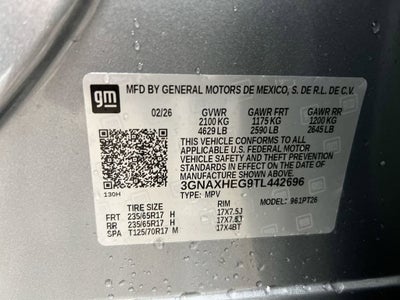 gm
MFD BY GENERAL MOTORS DE MEXICO, S. DE R.L. DE C.V.
02/26 GVWR GAWR FRT GAWR RR
2100 KG 1175 KG 1200 KG
4629 LB 2590 LB 2645 LB
THIS VEHICLE CONFORMS TO ALL
APPLICABLE U.S. FEDERAL MOTOR
VEHICLE SAFETY, BUMPER, AND THEFT
PREVENTION STANDARDS IN EFFECT ON
THE DATE OF MANUFACTURE SHOWN ABOVE.
3GNAXHEG9TL442696
130H TYPE: MPV MODEL: 961PT26
TIRE SIZE RIM
FRT 235/65R17 H 17X7.5J
RR 235/65R17 H 17X7.5J
SPA T125/70R17 M 17X4BT